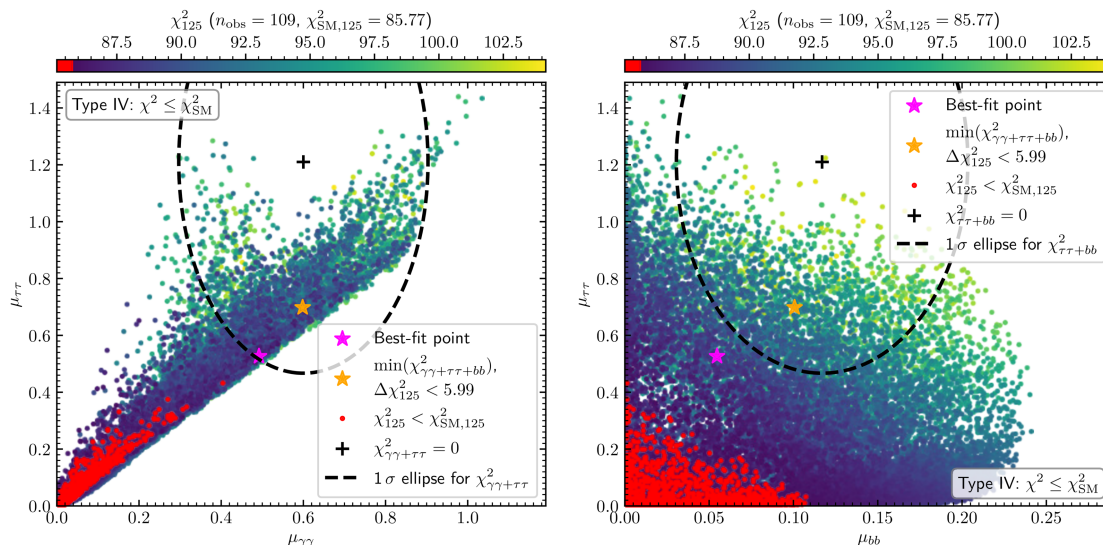 χ²₁₂₅ (n_obs = 109, χ²_SM,125 = 85.77)
87.5 90.0 92.5 95.0 97.5 100.0 102.5
Type IV: χ² ≤ χ²_SM
1.4
1.2
1.0
0.8
0.6
0.4
0.2
0.0
μ_ττ
Best-fit point
min(χ²_γγ+ττ+bb),
Δχ²₁₂₅ < 5.99
χ²₁₂₅ < χ²_SM,125
χ²_γγ+ττ = 0
1 σ ellipse for χ²_γγ+ττ
0.0 0.2 0.4 0.6 0.8 1.0
μ_γγ
χ²₁₂₅ (n_obs = 109, χ²_SM,125 = 85.77)
87.5 90.0 92.5 95.0 97.5 100.0 102.5
Best-fit point
min(χ²_γγ+ττ+bb),
Δχ²₁₂₅ < 5.99
χ²₁₂₅ < χ²_SM,125
χ²_ττ+bb = 0
1 σ ellipse for χ²_ττ+bb
1.4
1.2
1.0
0.8
0.6
0.4
0.2
0.0
μ_ττ
Type IV: χ² ≤ χ²_SM
0.00 0.05 0.10 0.15 0.20 0.25
μ_bb